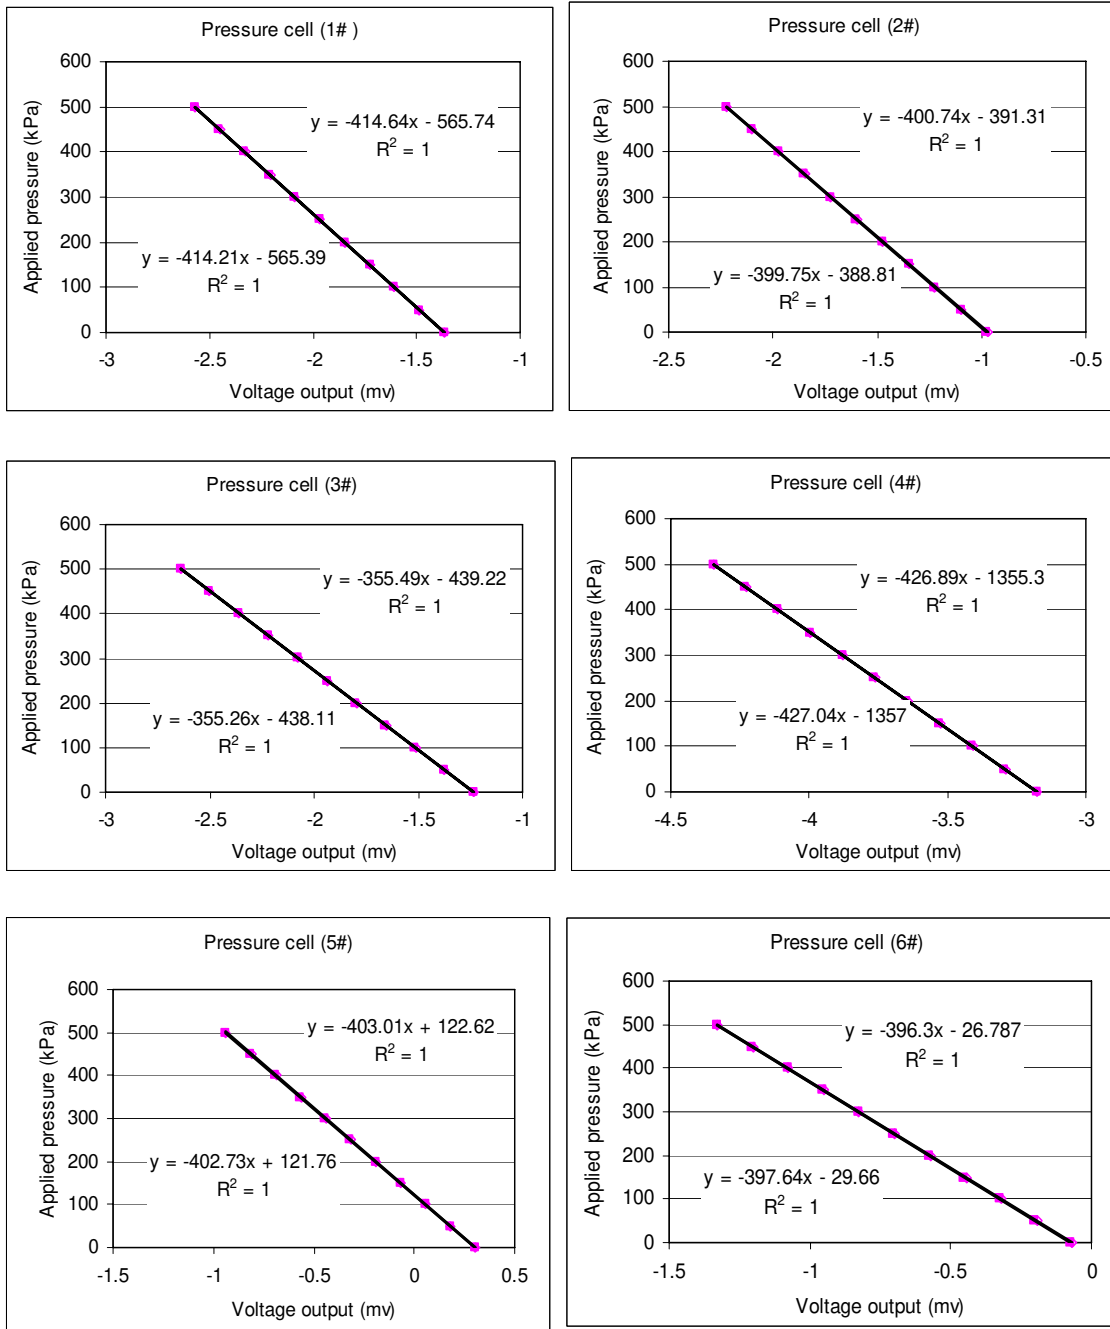 Pressure cell (1# )
600
500
400
300
200
100
0
Applied pressure (kPa)
y = -414.64x - 565.74
R² = 1
y = -414.21x - 565.39
R² = 1
-3 -2.5 -2 -1.5 -1
Voltage output (mv)
Pressure cell (2#)
600
500
400
300
200
100
0
Applied pressure (kPa)
y = -400.74x - 391.31
R² = 1
y = -399.75x - 388.81
R² = 1
-2.5 -2 -1.5 -1 -0.5
Voltage output (mv)
Pressure cell (3#)
600
500
400
300
200
100
0
Applied pressure (kPa)
y = -355.49x - 439.22
R² = 1
y = -355.26x - 438.11
R² = 1
-3 -2.5 -2 -1.5 -1
Voltage output (mv)
Pressure cell (4#)
600
500
400
300
200
100
0
Applied pressure (kPa)
y = -426.89x - 1355.3
R² = 1
y = -427.04x - 1357
R² = 1
-4.5 -4 -3.5 -3
Voltage output (mv)
Pressure cell (5#)
600
500
400
300
200
100
0
Applied pressure (kPa)
y = -403.01x + 122.62
R² = 1
y = -402.73x + 121.76
R² = 1
-1.5 -1 -0.5 0 0.5
Voltage output (mv)
Pressure cell (6#)
600
500
400
300
200
100
0
Applied pressure (kPa)
y = -396.3x - 26.787
R² = 1
y = -397.64x - 29.66
R² = 1
-1.5 -1 -0.5 0
Voltage output (mv)